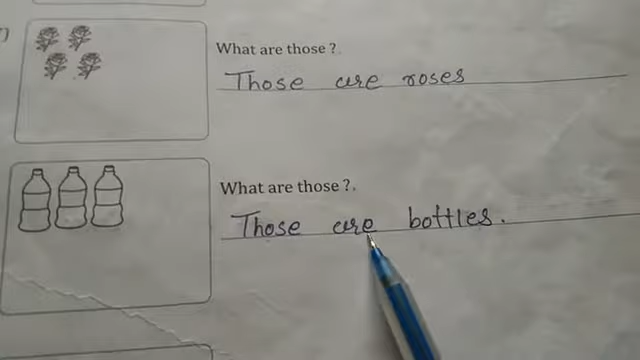 What are those ?
Those are roses
What are those ?.
Those are bottles.